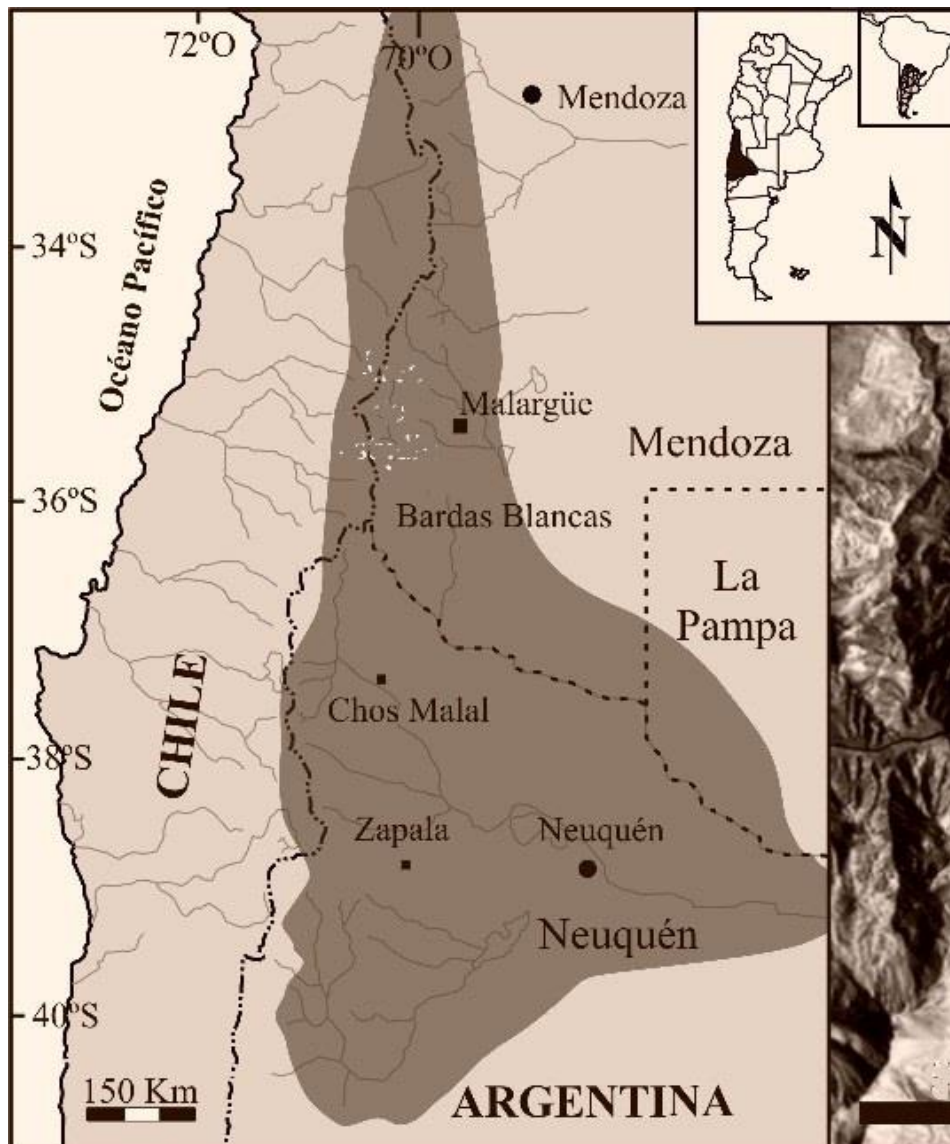 72ºO
70ºO
Mendoza
Océano Pacífico
N
34ºS
Malargüe
Mendoza
36ºS
Bardas Blancas
La
Pampa
CHILE
Chos Malal
38ºS
Zapala
Neuquén
Neuquén
40ºS
150 Km
ARGENTINA